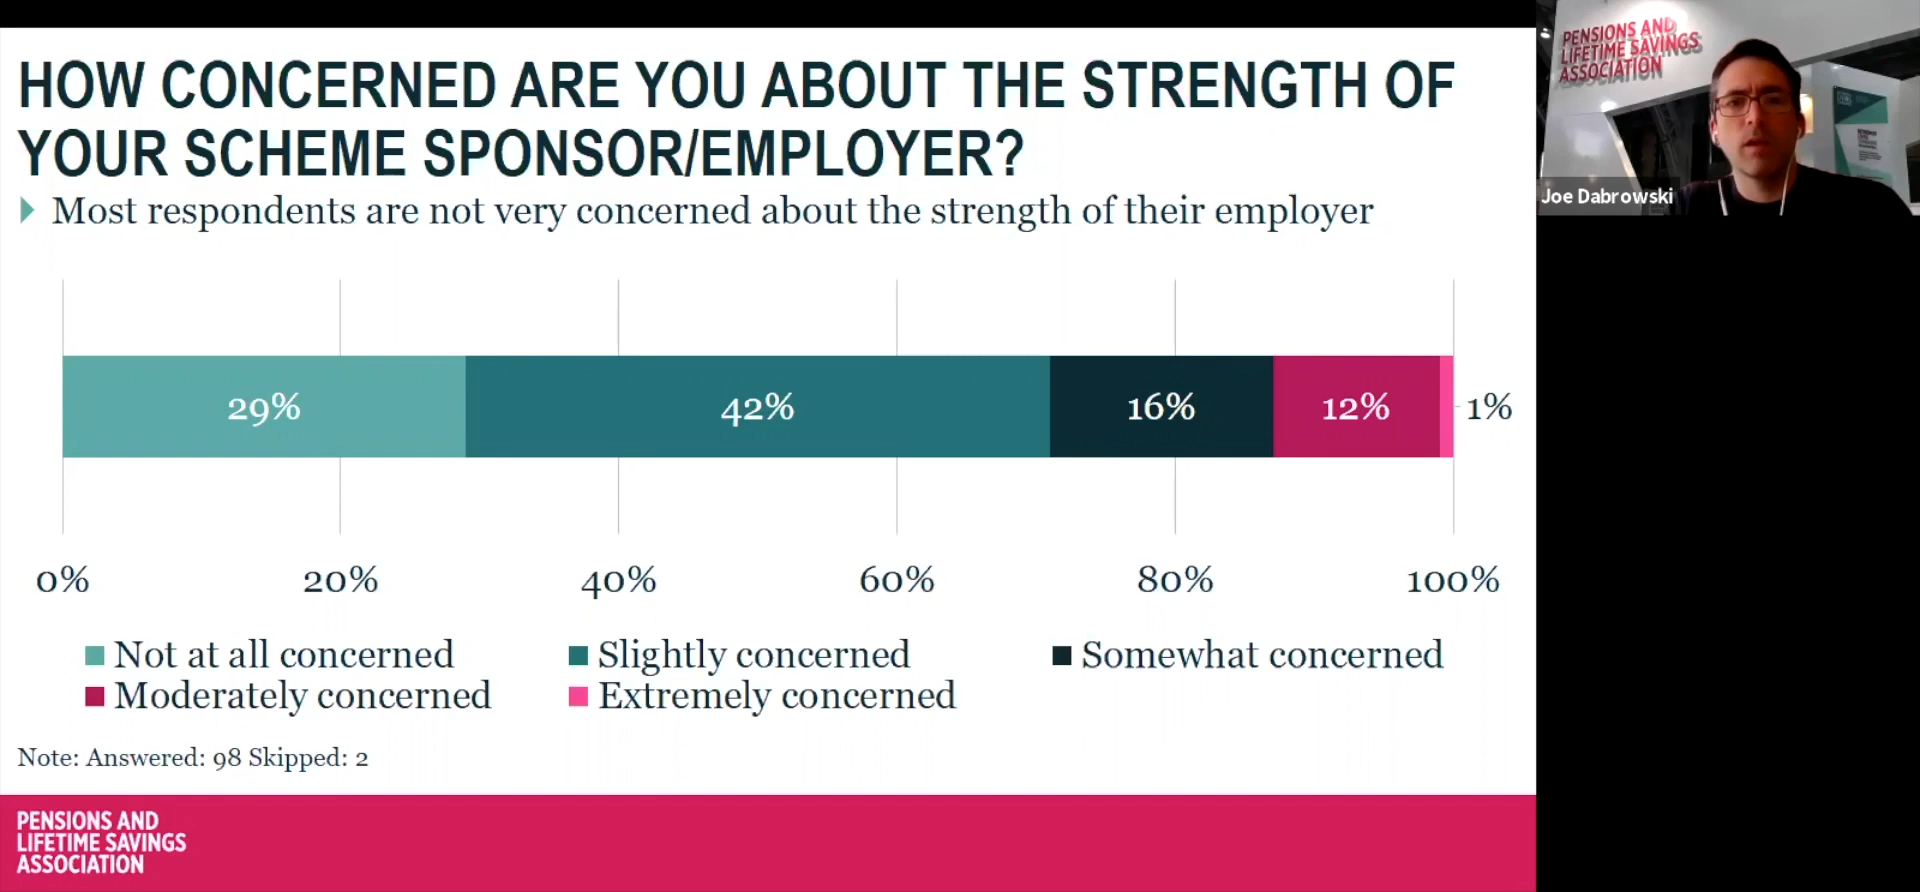 HOW CONCERNED ARE YOU ABOUT THE STRENGTH OF
YOUR SCHEME SPONSOR/EMPLOYER?
Most respondents are not very concerned about the strength of their employer
29%
42%
16%
12%
1%
0%
20%
40%
60%
80%
100%
Not at all concerned
Slightly concerned
Somewhat concerned
Moderately concerned
Extremely concerned
Note: Answered: 98 Skipped: 2
PENSIONS AND
LIFETIME SAVINGS
ASSOCIATION
PENSIONS AND
LIFETIME SAVINGS
ASSOCIATION
Joe Dabrowski